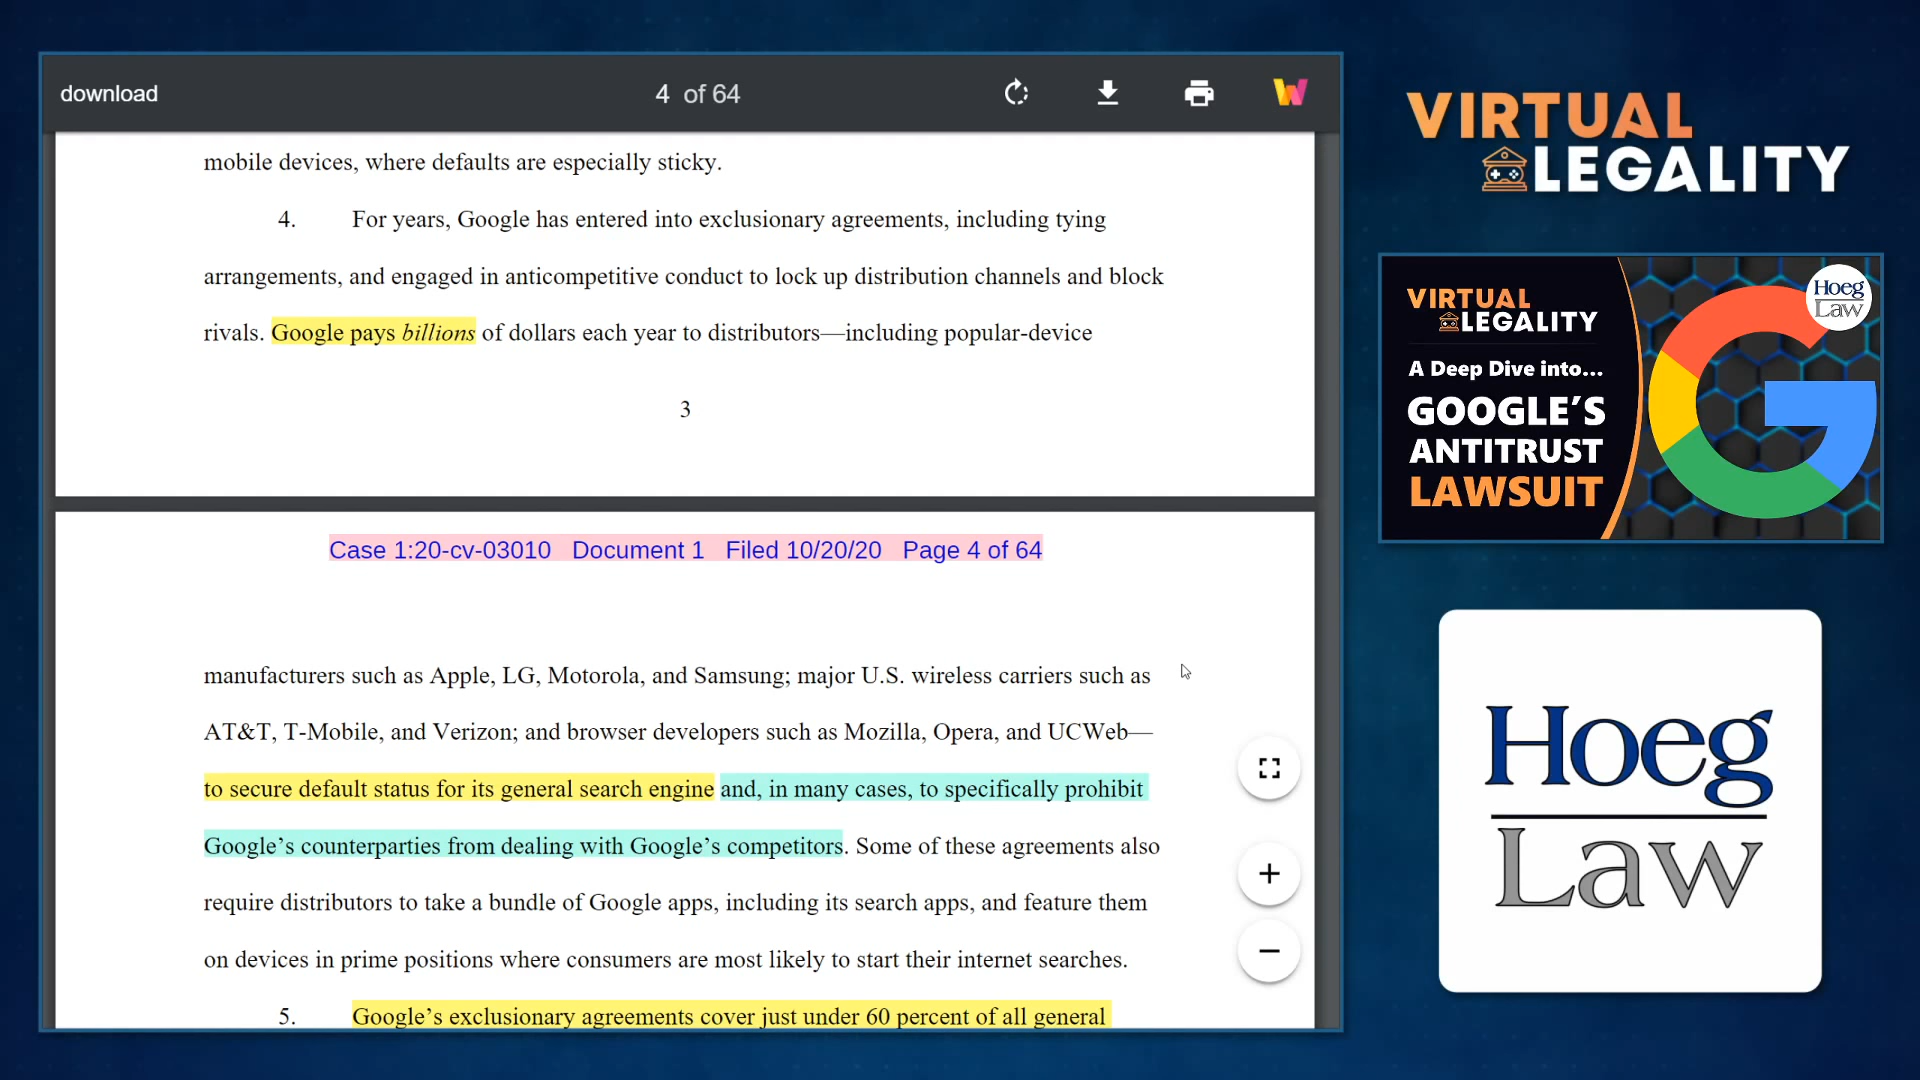 download
4 of 64
mobile devices, where defaults are especially sticky.
4. For years, Google has entered into exclusionary agreements, including tying
arrangements, and engaged in anticompetitive conduct to lock up distribution channels and block
rivals. Google pays billions of dollars each year to distributors—including popular-device
3
Case 1:20-cv-03010 Document 1 Filed 10/20/20 Page 4 of 64
manufacturers such as Apple, LG, Motorola, and Samsung; major U.S. wireless carriers such as
AT&T, T-Mobile, and Verizon; and browser developers such as Mozilla, Opera, and UCWeb—
to secure default status for its general search engine and, in many cases, to specifically prohibit
Google’s counterparties from dealing with Google’s competitors. Some of these agreements also
require distributors to take a bundle of Google apps, including its search apps, and feature them
on devices in prime positions where consumers are most likely to start their internet searches.
5. Google’s exclusionary agreements cover just under 60 percent of all general
VIRTUAL
LEGALITY
VIRTUAL
LEGALITY
A Deep Dive into...
GOOGLE’S
ANTITRUST
LAWSUIT
Hoeg
Law
Hoeg
Law